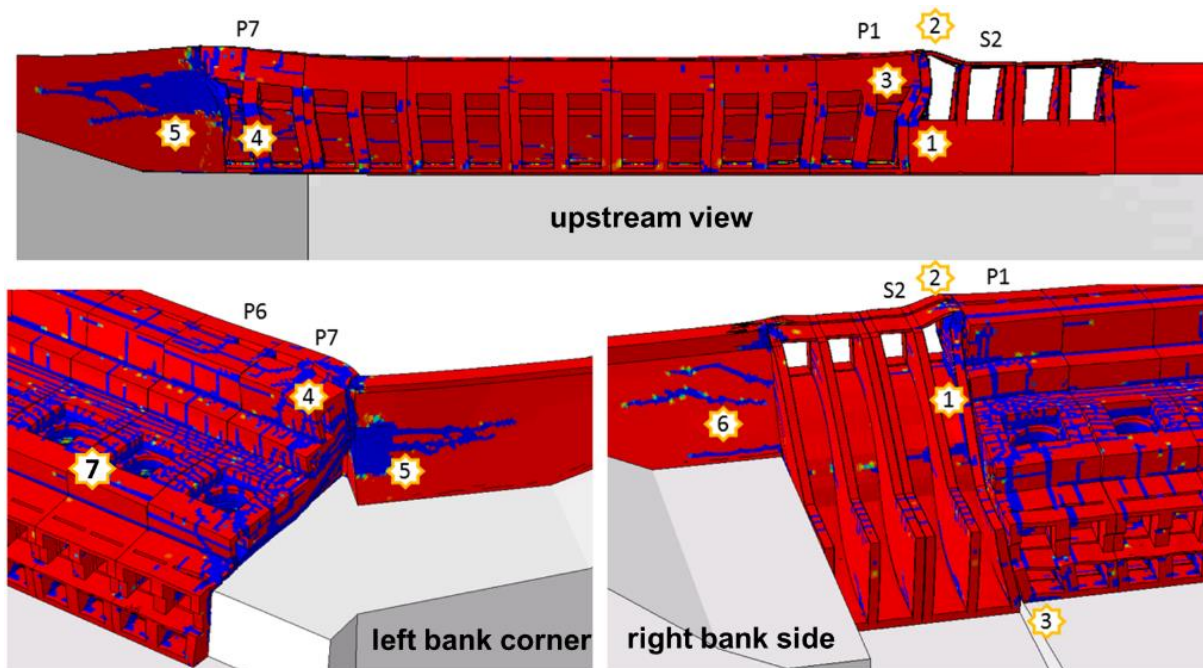 P7
P1
2
S2
3
5
4
1
upstream view
P6
P7
4
7
5
left bank corner
2
P1
S2
1
6
3
right bank side